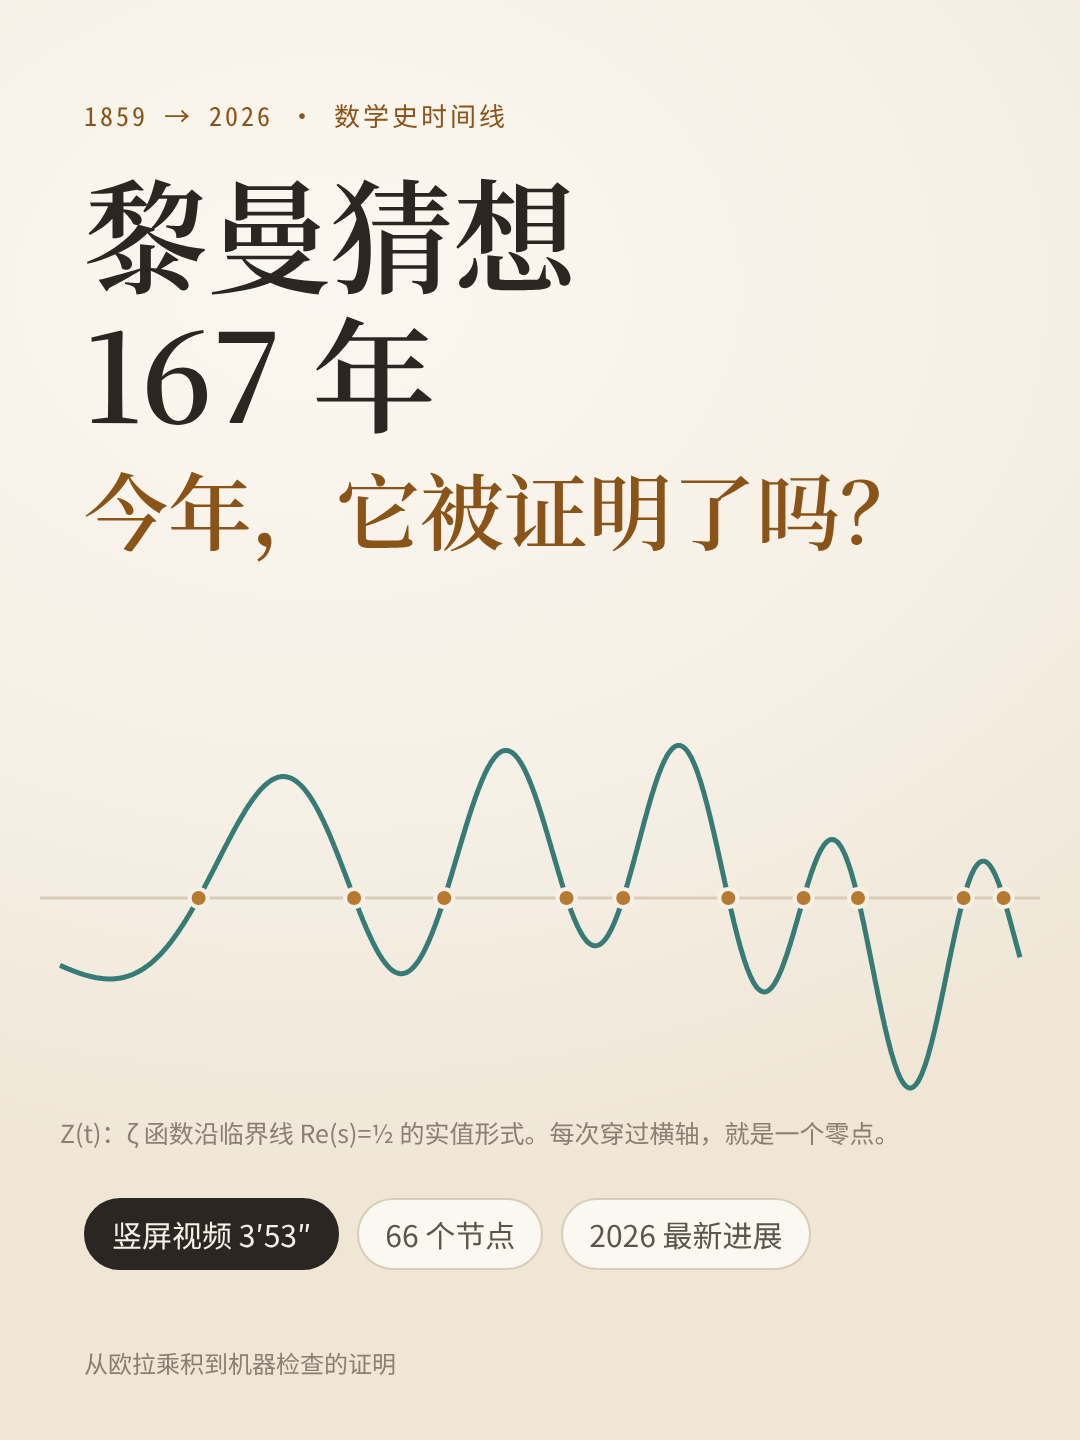 1859 → 2026 · 数学史时间线
黎曼猜想
167 年
今年，它被证明了吗？
Z(t)：ζ 函数沿临界线 Re(s)=½ 的实值形式。每次穿过横轴，就是一个零点。
竖屏视频 3′53″
66 个节点
2026 最新进展
从欧拉乘积到机器检查的证明